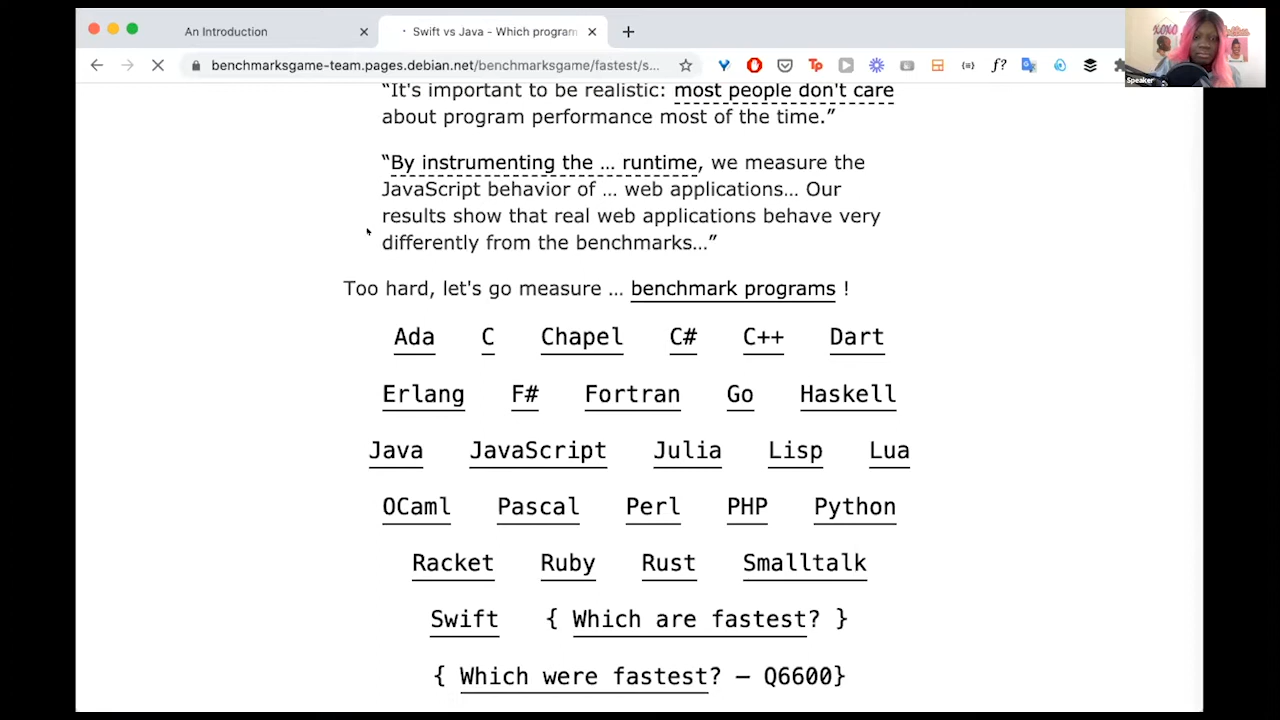 An Introduction
Swift vs Java - Which program
benchmarksgame-team.pages.debian.net/benchmarksgame/fastest/s...
XOXO
Speaker
“It's important to be realistic: most people don't care
about program performance most of the time.”
“By instrumenting the ... runtime, we measure the
JavaScript behavior of ... web applications... Our
results show that real web applications behave very
differently from the benchmarks...”
Too hard, let's go measure ... benchmark programs !
Ada C Chapel C# C++ Dart
Erlang F# Fortran Go Haskell
Java JavaScript Julia Lisp Lua
OCaml Pascal Perl PHP Python
Racket Ruby Rust Smalltalk
Swift { Which are fastest? }
{ Which were fastest? — Q6600}